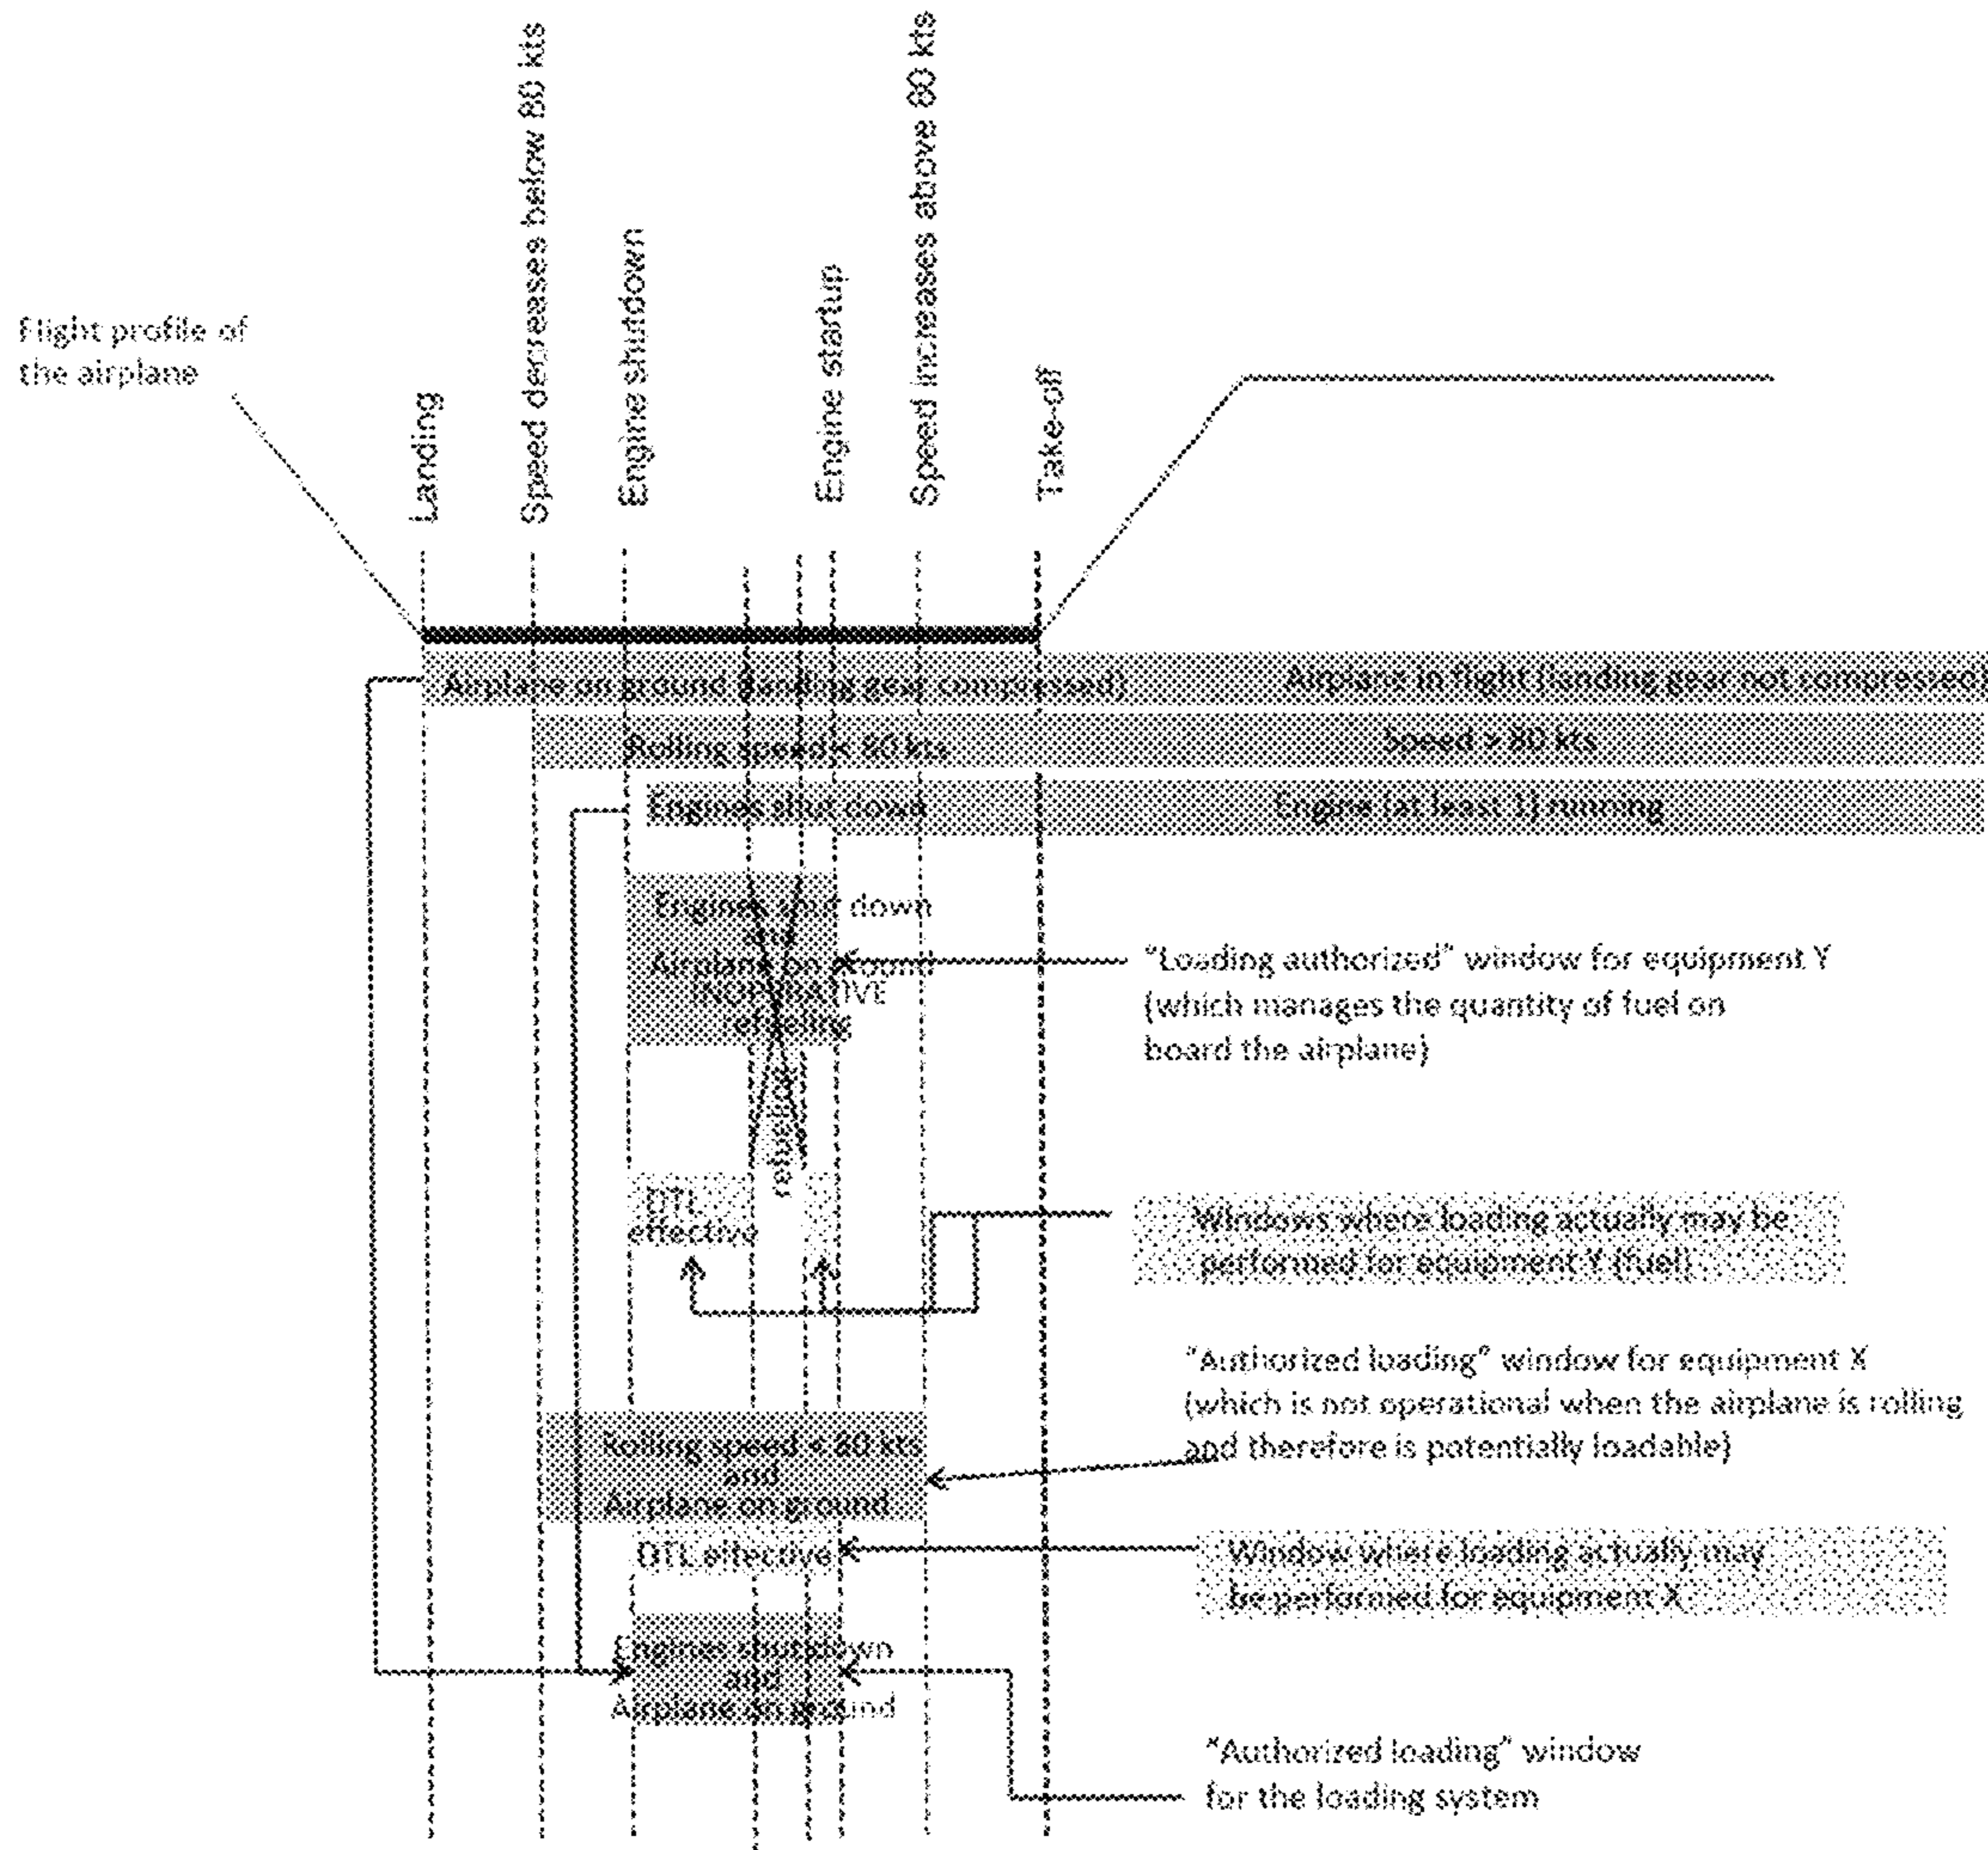 Speed decreases below 80 kts
Speed increases above 80 kts
Engine shutdown
Engine startup
Flight profile of
the airplane
Landing
Take-off
Airplane on ground (landing gear compressed)
Airplane in flight (landing gear not compressed)
Rolling speed < 80 kts
Speed > 80 kts
Engines shut down
Engine (at least 1) running
Engines shut down
and
Airplane on ground
INOPERATIVE
refueling
"Loading authorized" window for equipment Y
(which manages the quantity of fuel on
board the airplane)
refueling
DTL
effective
Windows where loading actually may be
performed for equipment Y (fuel)
"Authorized loading" window for equipment X
(which is not operational when the airplane is rolling
and therefore is potentially loadable)
Rolling speed < 80 kts
and
Airplane on ground
DTL effective
Window where loading actually may
be performed for equipment X
Engines shutdown
and
Airplane on ground
"Authorized loading" window
for the loading system